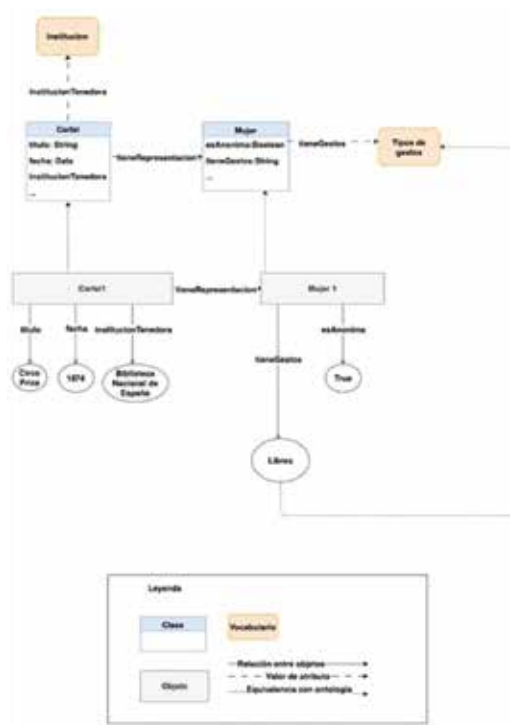 Institucion
institucionTenedora
Cartel
titulo: String
fecha: Date
institucionTenedora
...
tieneRepresentacion
Mujer
esAnonima:Boolean
tieneGestos:String
...
tieneGestos
Tipos de
gestos
Cartel1
tieneRepresentacion
Mujer 1
titulo
fecha
institucionTenedora
tieneGestos
esAnonima
Circo
Price
1874
Biblioteca
Nacional de
España
True
Libres
Leyenda
Clase
Vocabulario
Objeto
Relación entre objetos
Valor de atributo
Equivalencia con ontología